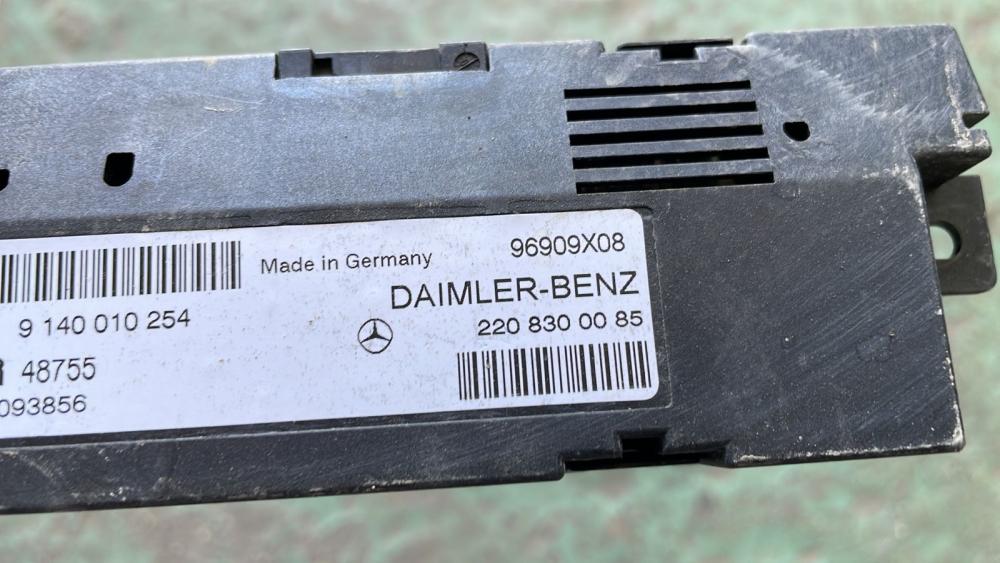 Made in Germany
96909X08
DAIMLER-BENZ
220 830 00 85
9 140 010 254
48755
093856